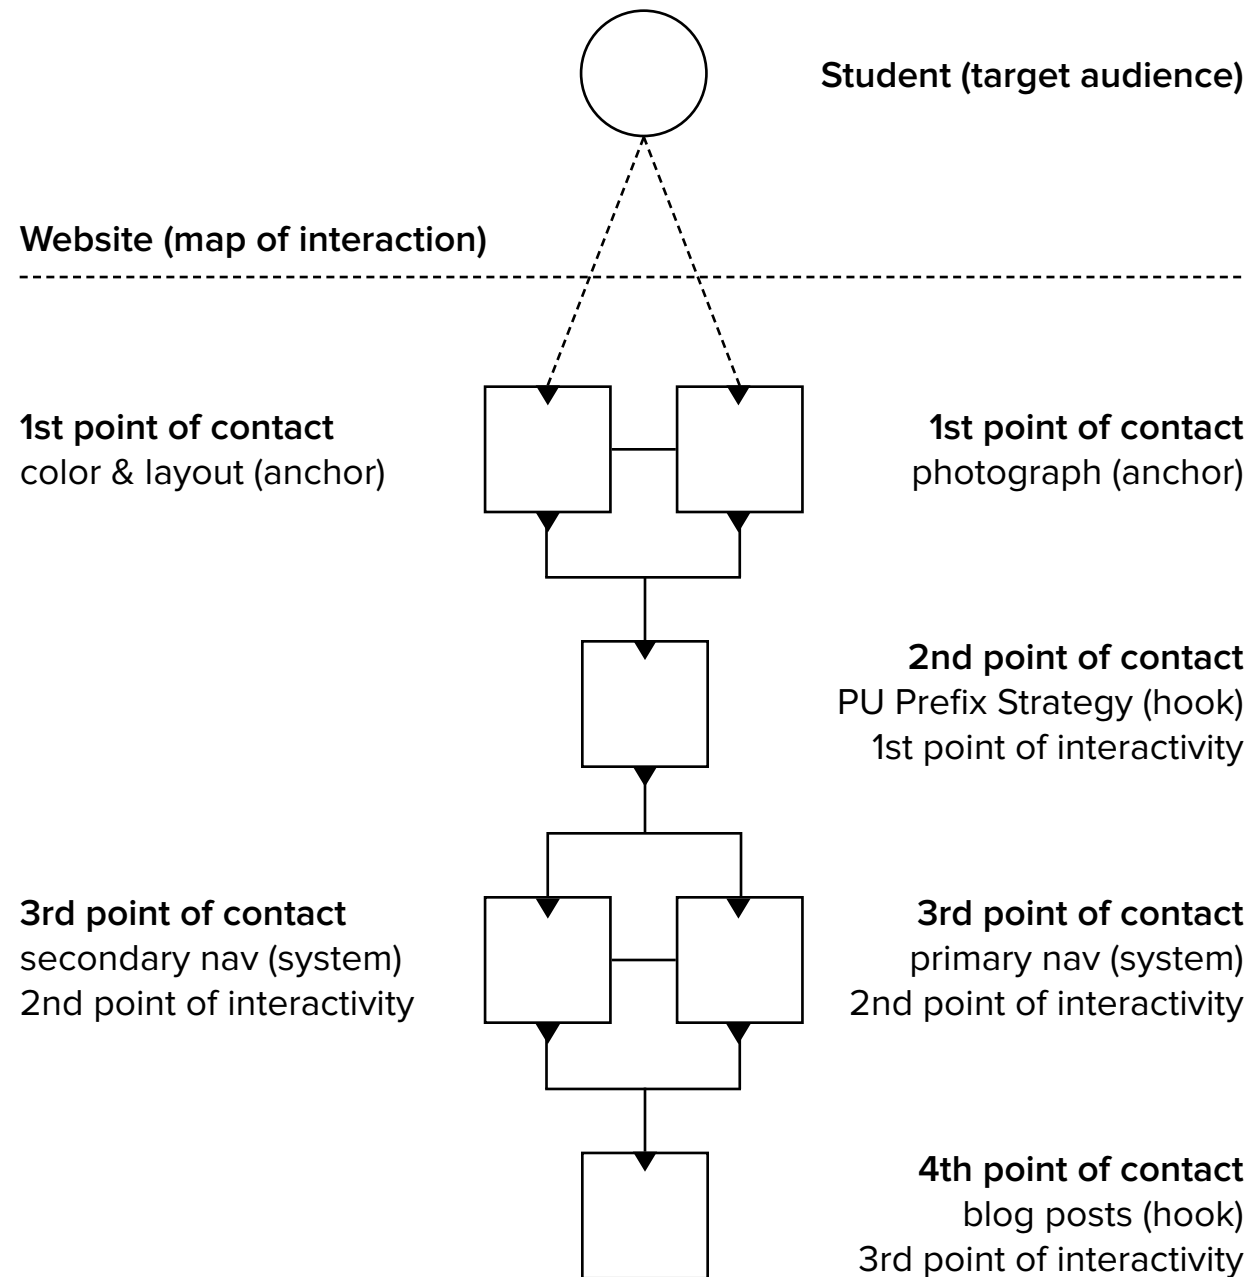 Student (target audience)
Website (map of interaction)
1st point of contact
color & layout (anchor)
1st point of contact
photograph (anchor)
2nd point of contact
PU Prefix Strategy (hook)
1st point of interactivity
3rd point of contact
secondary nav (system)
2nd point of interactivity
3rd point of contact
primary nav (system)
2nd point of interactivity
4th point of contact
blog posts (hook)
3rd point of interactivity